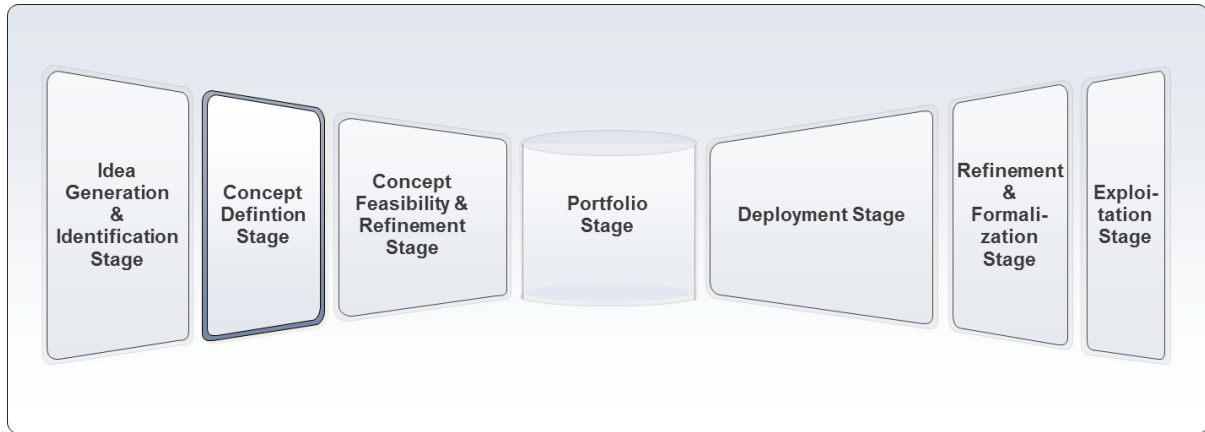 Idea
Generation
&
Identification
Stage
Concept
Defintion
Stage
Concept
Feasibility &
Refinement
Stage
Portfolio
Stage
Deployment Stage
Refinement
&
Formali-
zation
Stage
Exploi-
tation
Stage